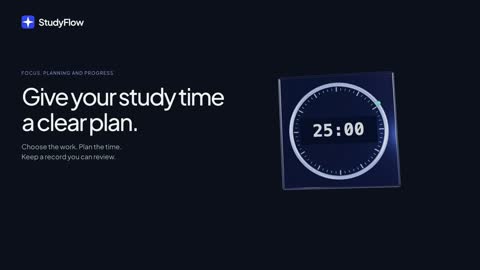 StudyFlow
FOCUS, PLANNING AND PROGRESS
Give your study time
a clear plan.
Choose the work. Plan the time.
Keep a record you can review.
25:00